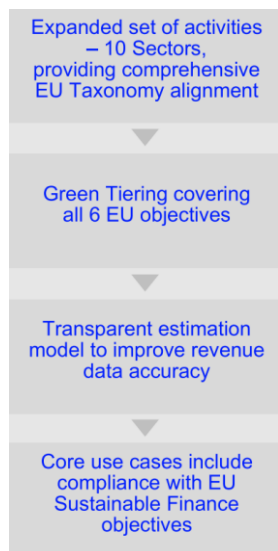 Expanded set of activities
– 10 Sectors,
providing comprehensive
EU Taxonomy alignment
Green Tiering covering
all 6 EU objectives
Transparent estimation
model to improve revenue
data accuracy
Core use cases include
compliance with EU
Sustainable Finance
objectives